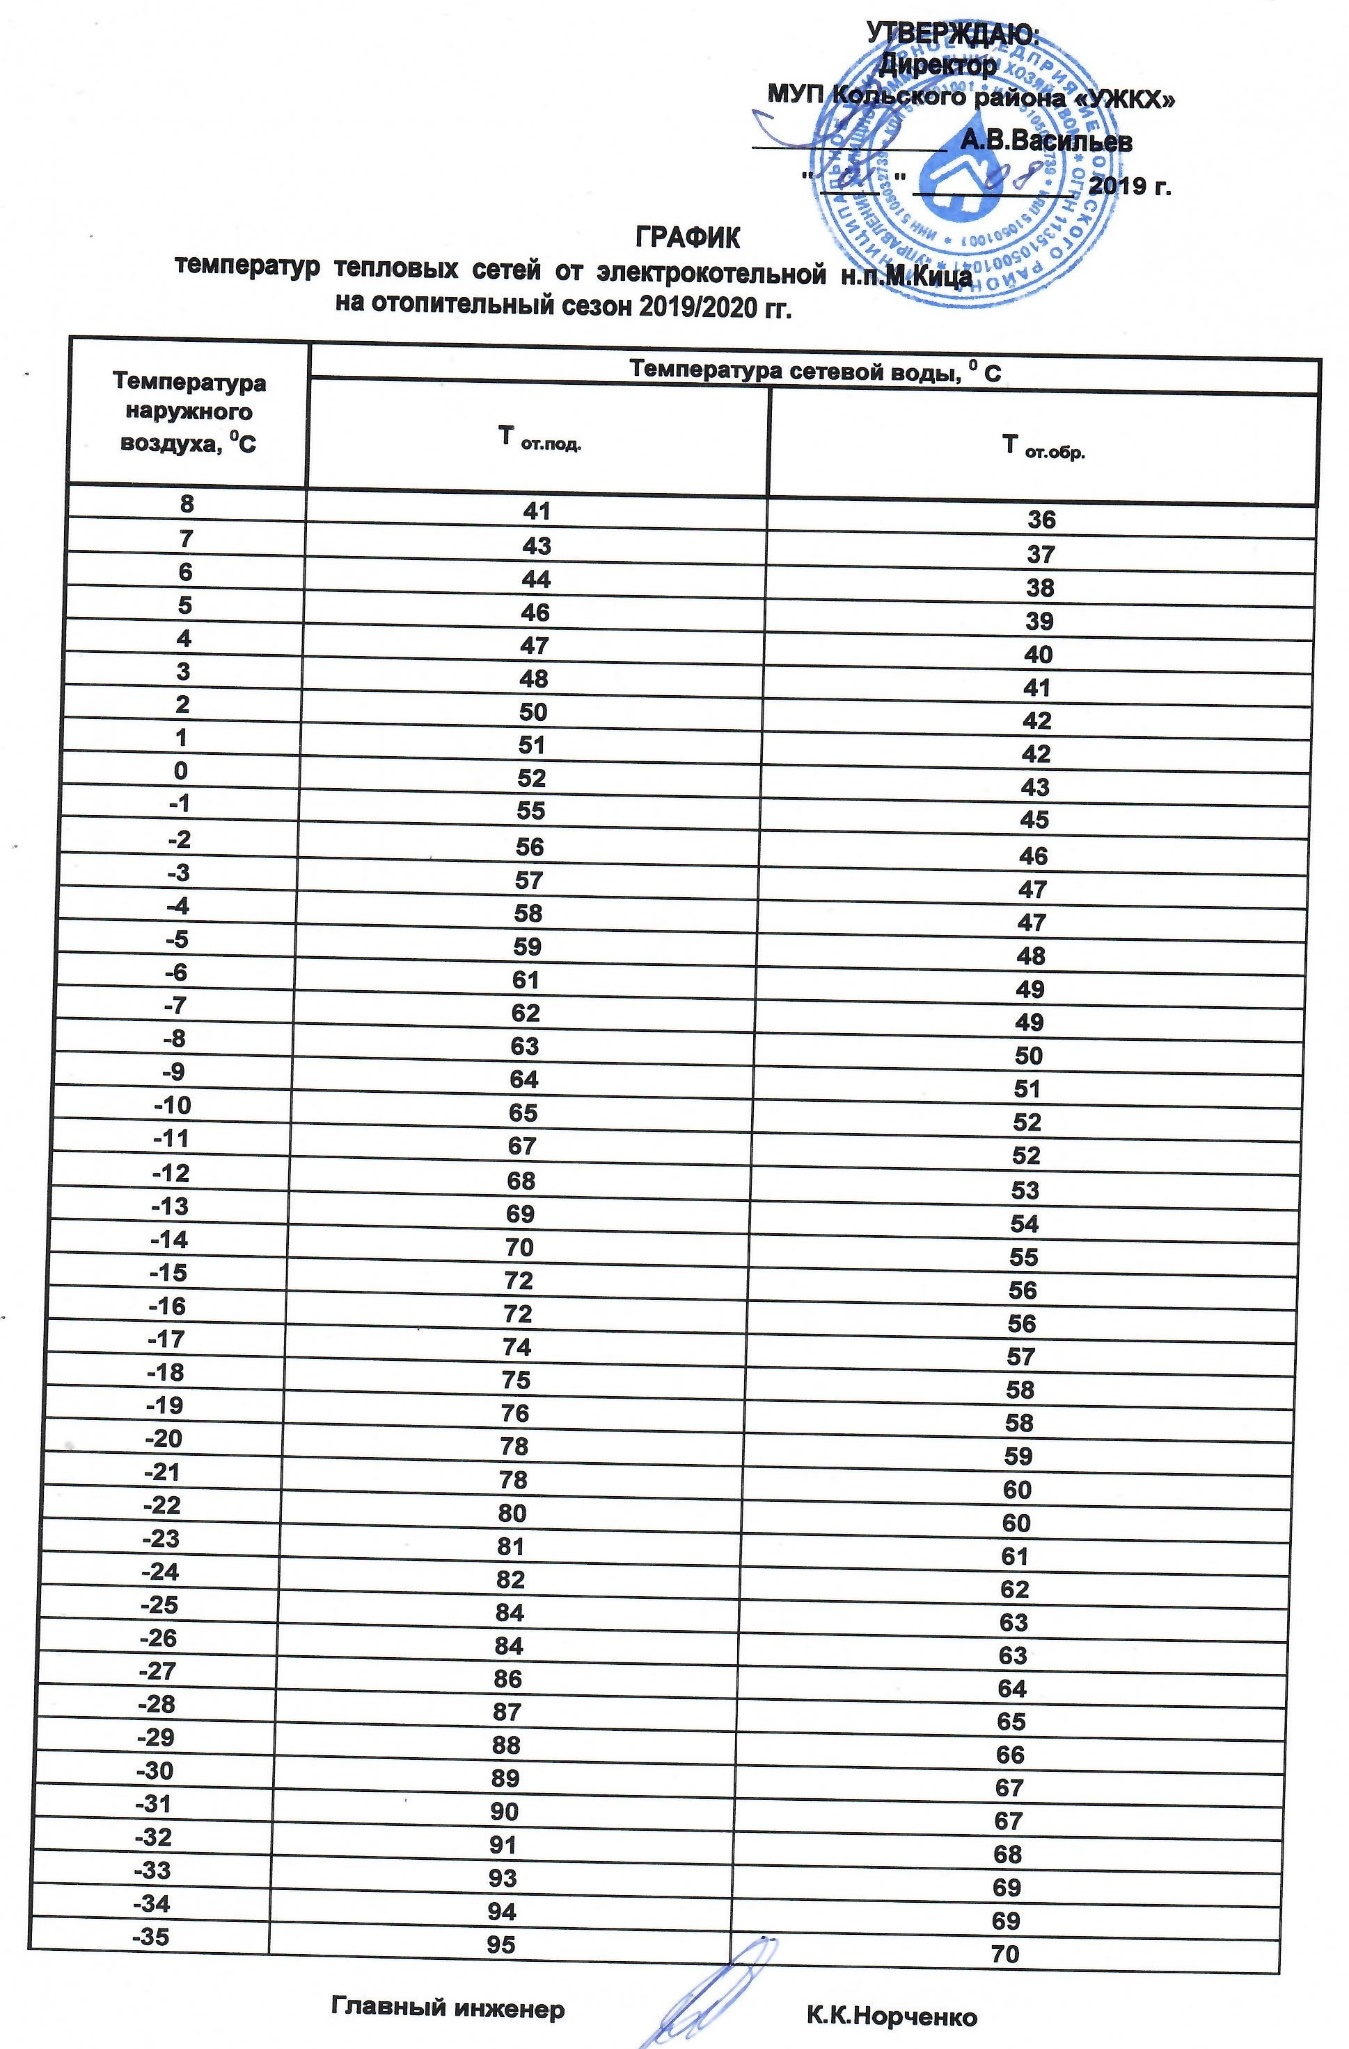 УТВЕРЖДАЮ:
Директор
МУП Кольского района «УЖКХ»
А.В.Васильев
" 01 " 08 2019 г.
ГРАФИК
температур тепловых сетей от электрокотельной н.п.М.Кица
на отопительный сезон 2019/2020 гг.
Температура наружного воздуха, ⁰С
Температура сетевой воды, ⁰ С
Т от.под. Т от.обр.
8 41 36
7 43 37
6 44 38
5 46 39
4 47 40
3 48 41
2 50 42
1 51 42
0 52 43
-1 55 45
-2 56 46
-3 57 47
-4 58 47
-5 59 48
-6 61 49
-7 62 49
-8 63 50
-9 64 51
-10 65 52
-11 67 52
-12 68 53
-13 69 54
-14 70 55
-15 72 56
-16 72 56
-17 74 57
-18 75 58
-19 76 58
-20 78 59
-21 78 60
-22 80 60
-23 81 61
-24 82 62
-25 84 63
-26 84 63
-27 86 64
-28 87 65
-29 88 66
-30 89 67
-31 90 67
-32 91 68
-33 93 69
-34 94 69
-35 95 70
Главный инженер К.К.Норченко